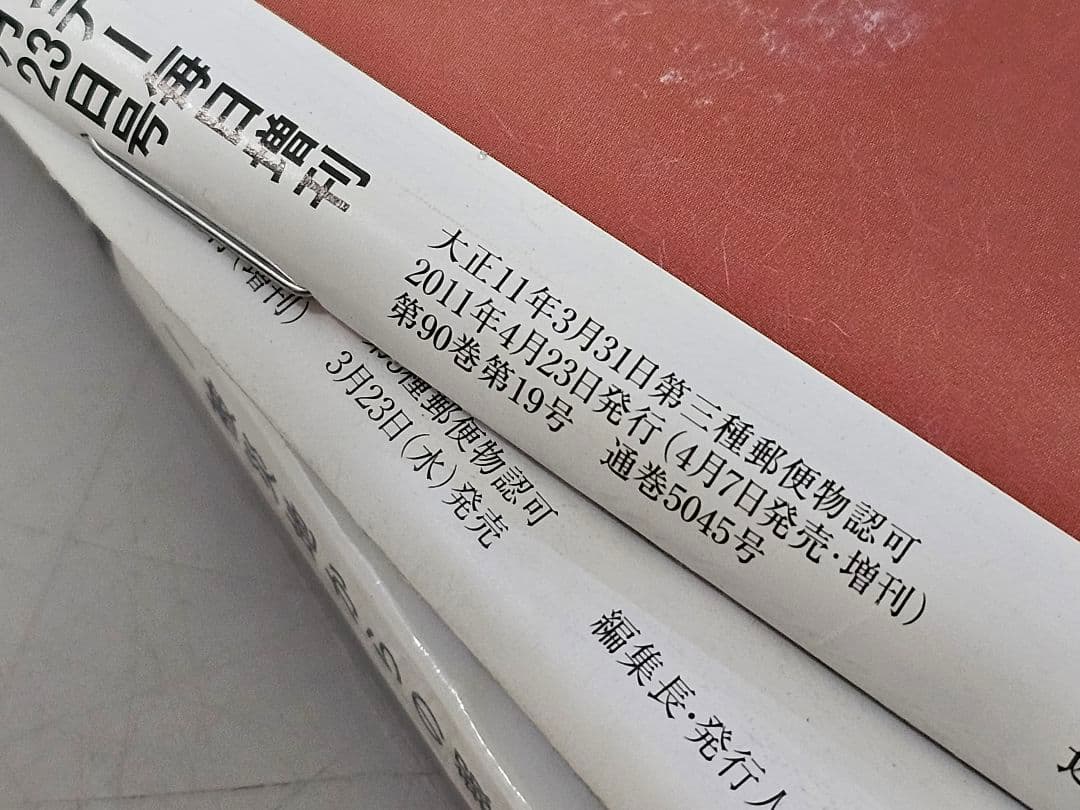 デー毎日増刊
月23日号
大正11年3月31日第三種郵便物認可
2011年4月23日発行(4月7日発売・増刊)
第90巻第19号　通巻5045号
(増刊)
種郵便物認可
3月23日(水)発売
編集長・発行人